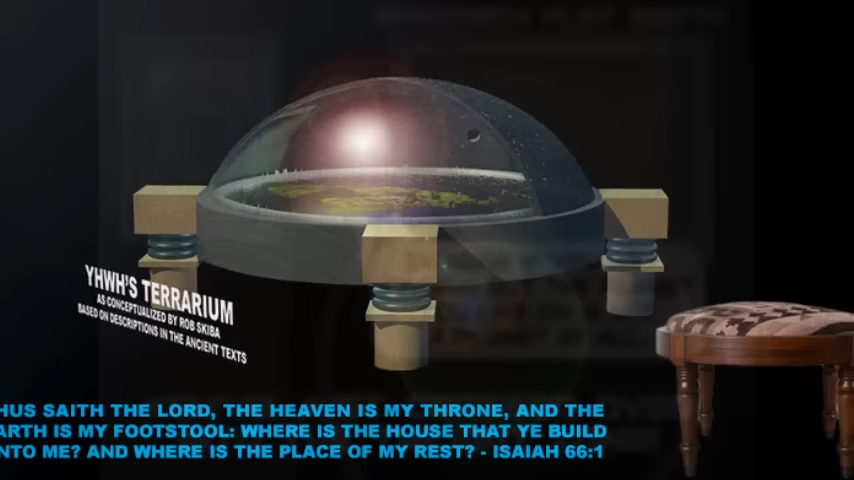 YHWH'S TERRARIUM
AS CONCEPTUALIZED BY ROB SKIBA
BASED ON DESCRIPTIONS IN THE ANCIENT TEXTS
HUS SAITH THE LORD, THE HEAVEN IS MY THRONE, AND THE
ARTH IS MY FOOTSTOOL: WHERE IS THE HOUSE THAT YE BUILD
NTO ME? AND WHERE IS THE PLACE OF MY REST? - ISAIAH 66:1